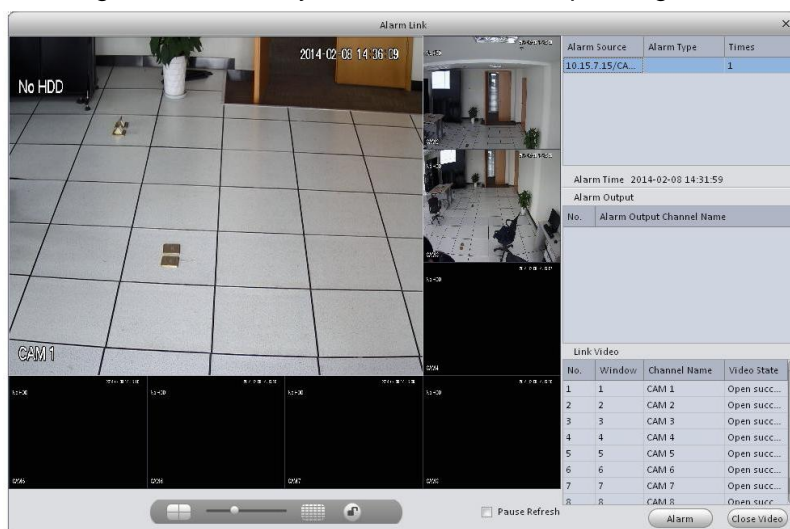 Alarm Link
No HDD
2014-02-08 14:36:09
CAM 1
Alarm Source Alarm Type Times
10.15.7.15/CA... 1
Alarm Time 2014-02-08 14:31:59
Alarm Output
No. Alarm Output Channel Name
Link Video
No. Window Channel Name Video State
1 1 CAM 1 Open succ...
2 2 CAM 2 Open succ...
3 3 CAM 3 Open succ...
4 4 CAM 4 Open succ...
5 5 CAM 5 Open succ...
6 6 CAM 6 Open succ...
7 7 CAM 7 Open succ...
8 8 CAM 8 Open succ
Pause Refresh
Alarm
Close Video